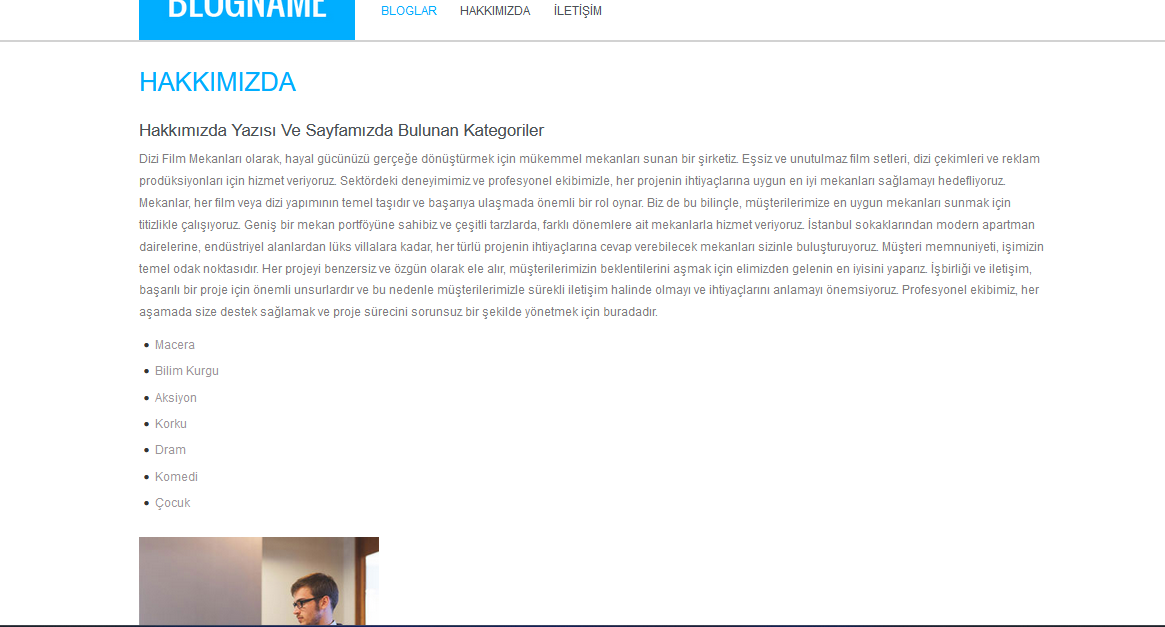 BLOGNAME
BLOGLAR HAKKIMIZDA İLETİŞİM
HAKKIMIZDA
Hakkımızda Yazısı Ve Sayfamızda Bulunan Kategoriler
Dizi Film Mekanları olarak, hayal gücünüzü gerçeğe dönüştürmek için mükemmel mekanları sunan bir şirketiz. Eşsiz ve unutulmaz film setleri, dizi çekimleri ve reklam
prodüksiyonları için hizmet veriyoruz. Sektördeki deneyimimiz ve profesyonel ekibimizle, her projenin ihtiyaçlarına uygun en iyi mekanları sağlamayı hedefliyoruz.
Mekanlar, her film veya dizi yapımının temel taşıdır ve başarıya ulaşmada önemli bir rol oynar. Biz de bu bilinçle, müşterilerimize en uygun mekanları sunmak için
titizlikle çalışıyoruz. Geniş bir mekan portföyüne sahibiz ve çeşitli tarzlarda, farklı dönemlere ait mekanlarla hizmet veriyoruz. İstanbul sokaklarından modern apartman
dairelerine, endüstriyel alanlardan lüks villalara kadar, her türlü projenin ihtiyaçlarına cevap verebilecek mekanları sizinle buluşturuyoruz. Müşteri memnuniyeti, işimizin
temel odak noktasıdır. Her projeyi benzersiz ve özgün olarak ele alır, müşterilerimizin beklentilerini aşmak için elimizden gelenin en iyisini yaparız. İşbirliği ve iletişim,
başarılı bir proje için önemli unsurlardır ve bu nedenle müşterilerimizle sürekli iletişim halinde olmayı ve ihtiyaçlarını anlamayı önemsiyoruz. Profesyonel ekibimiz, her
aşamada size destek sağlamak ve proje sürecini sorunsuz bir şekilde yönetmek için buradadır.
Macera
Bilim Kurgu
Aksiyon
Korku
Dram
Komedi
Çocuk